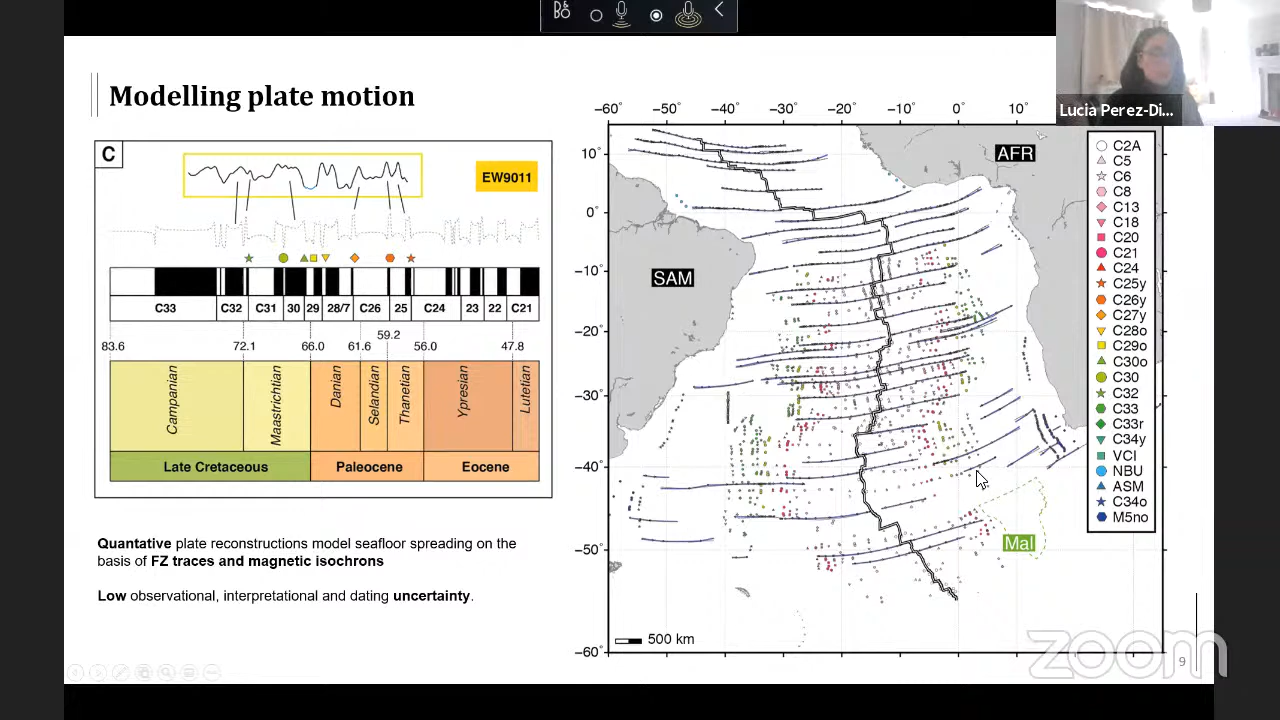 B&O
Lucia Perez-Di...
Modelling plate motion
C
EW9011
C33
C32
C31
30
29
28/7
C26
25
C24
23
22
C21
59.2
83.6
72.1
66.0
61.6
56.0
47.8
Campanian
Maastrichtian
Danian
Selandian
Thanetian
Ypresian
Lutetian
Late Cretaceous
Paleocene
Eocene
Quantative plate reconstructions model seafloor spreading on the
basis of FZ traces and magnetic isochrons
Low observational, interpretational and dating uncertainty.
−60°
−50°
−40°
−30°
−20°
−10°
0°
10°
10°
0°
−10°
−20°
−30°
−40°
−50°
−60°
AFR
SAM
Mal
500 km
C2A
C5
C6
C8
C13
C18
C20
C21
C24
C25y
C26y
C27y
C28o
C29o
C30o
C30
C32
C33
C33r
C34y
VCI
NBU
ASM
C34o
M5no
zoom
9